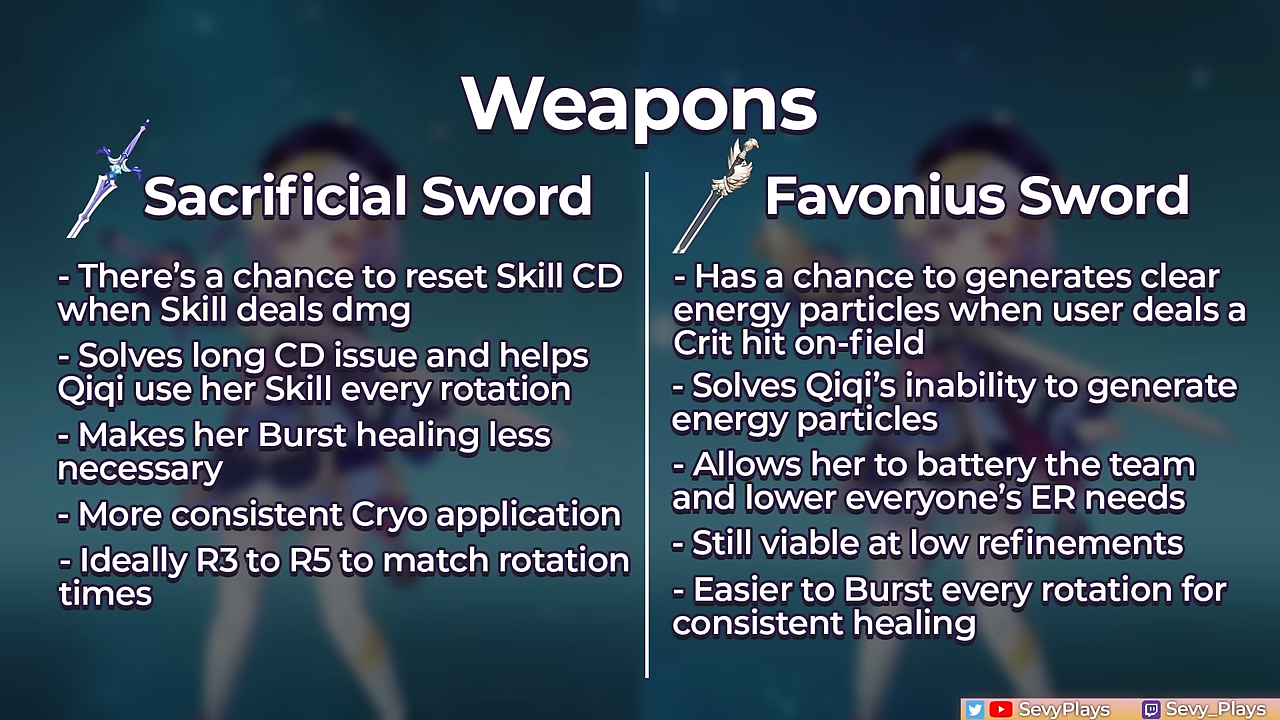 Weapons
Sacrificial Sword
- There's a chance to reset Skill CD
when Skill deals dmg
- Solves long CD issue and helps
Qiqi use her Skill every rotation
- Makes her Burst healing less
necessary
- More consistent Cryo application
- Ideally R3 to R5 to match rotation
times
Favonius Sword
- Has a chance to generates clear
energy particles when user deals a
Crit hit on-field
- Solves Qiqi's inability to generate
energy particles
- Allows her to battery the team
and lower everyone's ER needs
- Still viable at low refinements
- Easier to Burst every rotation for
consistent healing
SevyPlays Sevy_Plays